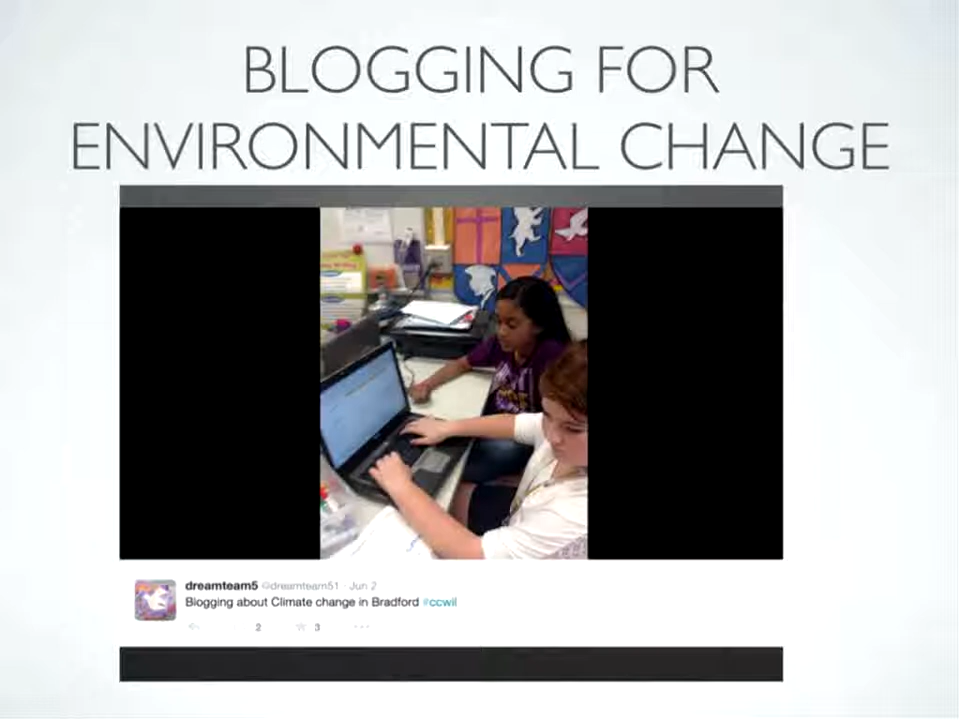 BLOGGING FOR
ENVIRONMENTAL CHANGE
dreamteam5 @dreamteam51 · Jun 2
Blogging about Climate change in Bradford #ccwil
2 3 ...